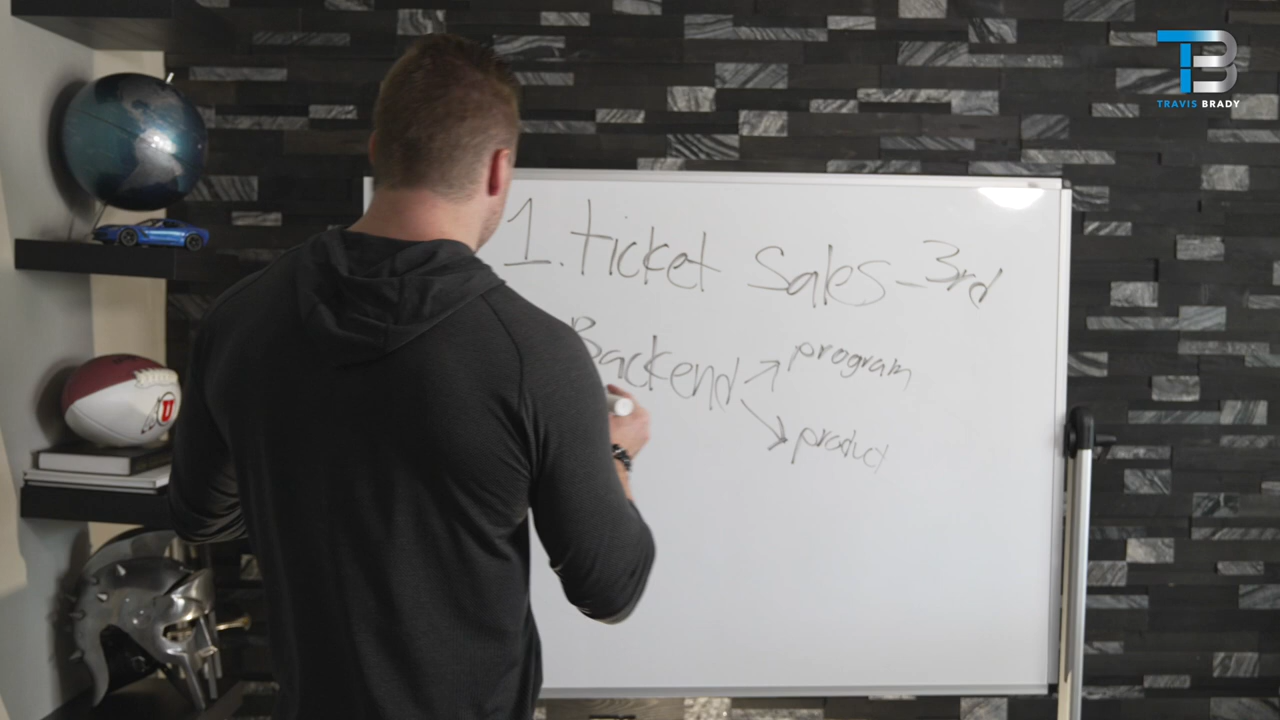 TB
TRAVIS BRADY
1. ticket Sales - 3rd
Backend
program
product
U